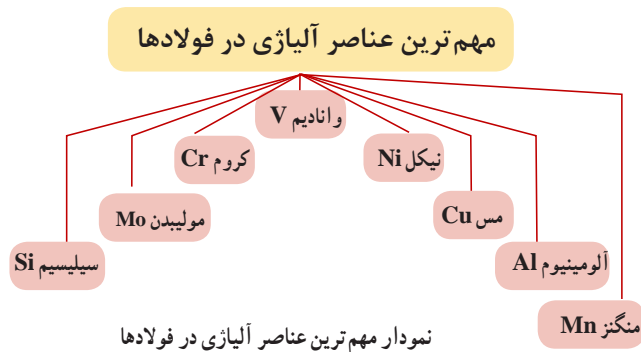 مهم ترین عناصر آلیاژی در فولادها
وانادیم V
نیکل Ni
کروم Cr
مس Cu
مولیبدن Mo
آلومینیوم Al
سیلیسیم Si
منگنز Mn
نمودار مهم ترین عناصر آلیاژی در فولادها